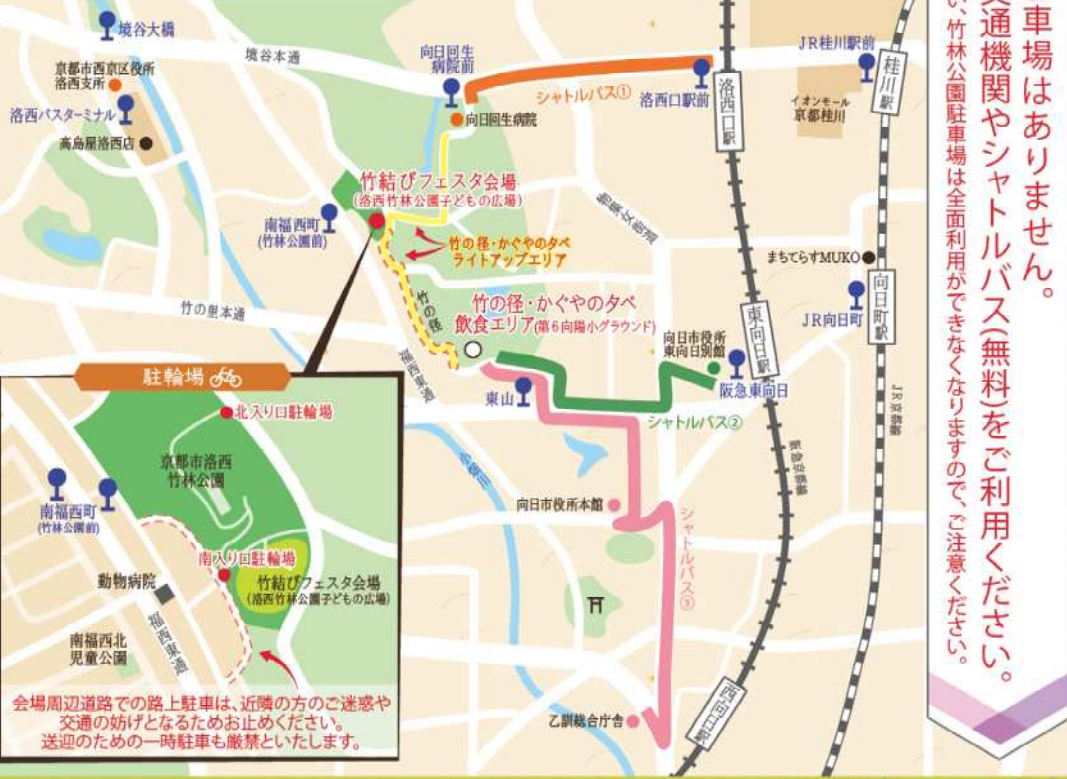 境谷大橋
境谷本通
京都市西京区役所
洛西支所
洛西バスターミナル
高島屋洛西店
向日回生
病院前
向日回生病院
シャトルバス①
洛西口駅前
洛西口駅
JR桂川駅前
桂川駅
イオンモール
京都桂川
竹結びフェスタ会場
(洛西竹林公園子どもの広場)
南福西町
(竹林公園前)
竹の径・かぐやの夕べ
ライトアップエリア
物集女街道
まちてらすMUKO
向日町駅
JR向日町
竹の里本通
竹の径
竹の径・かぐやの夕べ
飲食エリア(第6向陽小グラウンド)
向日市役所
東向日別館
東向日駅
阪急東向日
福西東通
東山
シャトルバス②
JR京都線
阪急京都線
小畑川
向日市役所本館
シャトルバス③
乙訓総合庁舎
西向日駅
駐輪場
北入り口駐輪場
京都市洛西
竹林公園
南福西町
(竹林公園前)
南入り口駐輪場
動物病院
竹結びフェスタ会場
(洛西竹林公園子どもの広場)
福西東通
南福西北
児童公園
会場周辺道路での路上駐車は、近隣の方のご迷惑や
交通の妨げとなるためお止めください。
送迎のための一時駐車も厳禁といたします。
車場はありません。
交通機関やシャトルバス(無料)をご利用ください。
い、竹林公園駐車場は全面利用ができなくなりますので、ご注意ください。